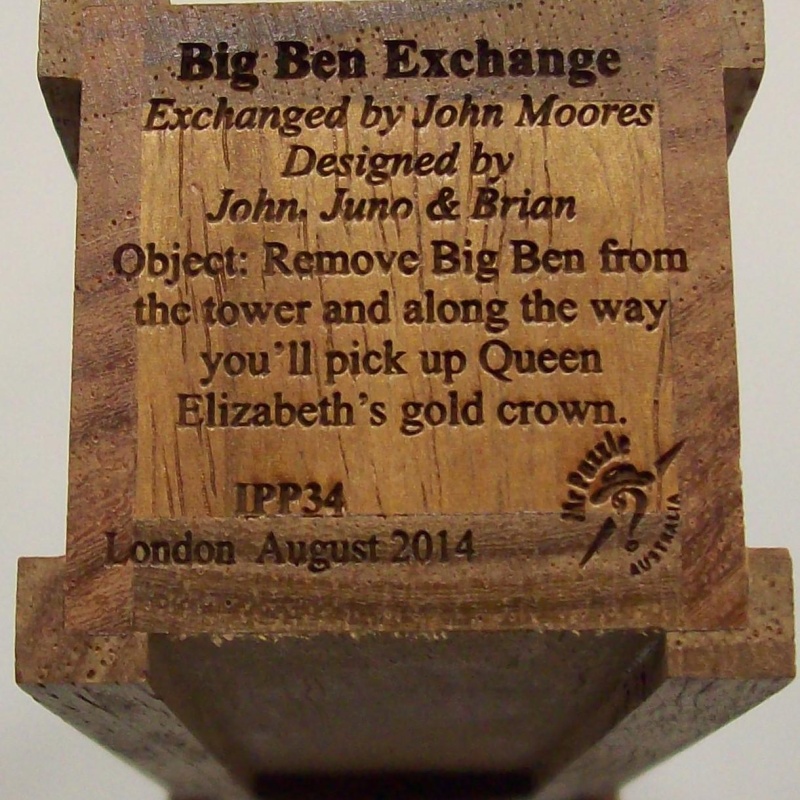 Big Ben Exchange
Exchanged by John Moores
Designed by
John, Juno & Brian
Object: Remove Big Ben from
the tower and along the way
you'll pick up Queen
Elizabeth's gold crown.
IPP34
London August 2014
Mr Puzzle
AUSTRALIA